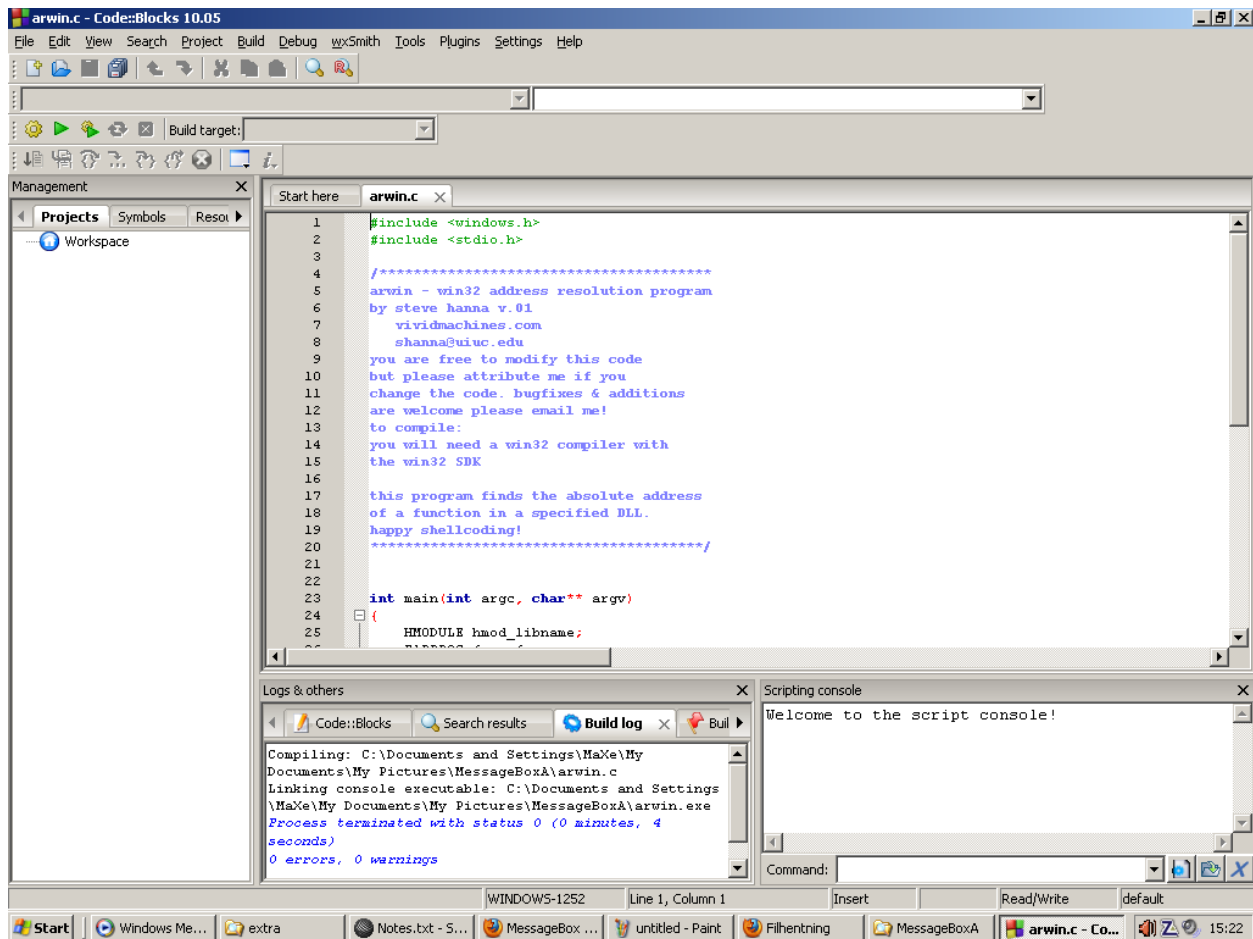 arwin.c - Code::Blocks 10.05
File Edit View Search Project Build Debug wxSmith Tools Plugins Settings Help
Build target:
Management
Start here arwin.c
Projects Symbols Resou
Workspace
1 #include <windows.h>
2 #include <stdio.h>
3
4 /***************************************
5 arwin - win32 address resolution program
6 by steve hanna v.01
7 vividmachines.com
8 shanna@uiuc.edu
9 you are free to modify this code
10 but please attribute me if you
11 change the code. bugfixes & additions
12 are welcome please email me!
13 to compile:
14 you will need a win32 compiler with
15 the win32 SDK
16
17 this program finds the absolute address
18 of a function in a specified DLL.
19 happy shellcoding!
20 ***************************************/
21
22
23 int main(int argc, char** argv)
24 {
25 HMODULE hmod_libname;
Logs & others
Code::Blocks Search results Build log Buil
Compiling: C:\Documents and Settings\MaXe\My
Documents\My Pictures\MessageBoxA\arwin.c
Linking console executable: C:\Documents and Settings
\MaXe\My Documents\My Pictures\MessageBoxA\arwin.exe
Process terminated with status 0 (0 minutes, 4
seconds)
0 errors, 0 warnings
Scripting console
Welcome to the script console!
Command:
WINDOWS-1252 Line 1, Column 1 Insert Read/Write default
Start Windows Me... extra Notes.txt - S... MessageBox ... untitled - Paint Filhentning MessageBoxA arwin.c - Co... 15:22